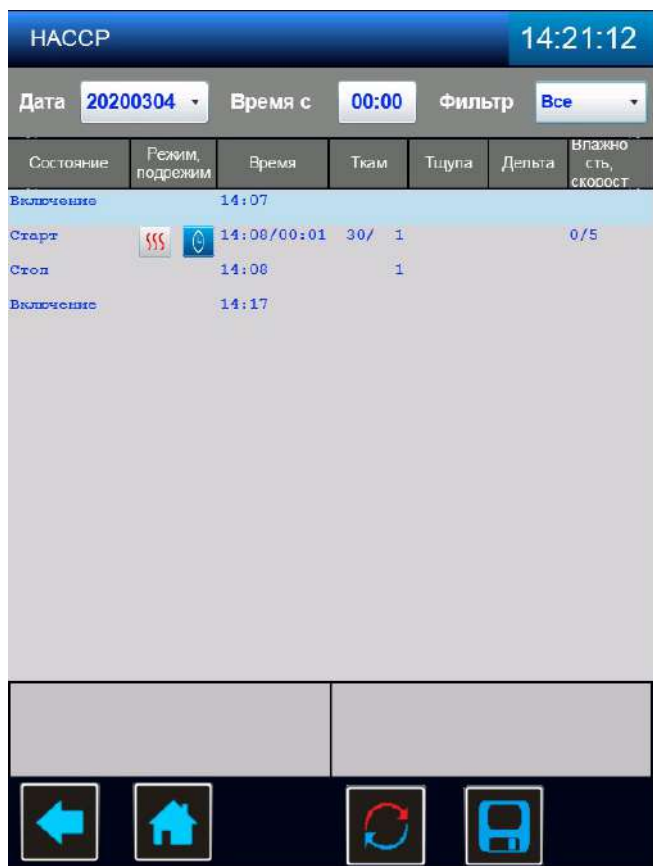 HACCP 14:21:12
Дата 20200304 Время с 00:00 Фильтр Все
Состояние Режим, подрежим Время Ткам Тщупа Дельта Влажно сть, скорост
Включение 14:07
Старт 14:08/00:01 30/ 1 0/5
Стоп 14:08 1
Включение 14:17